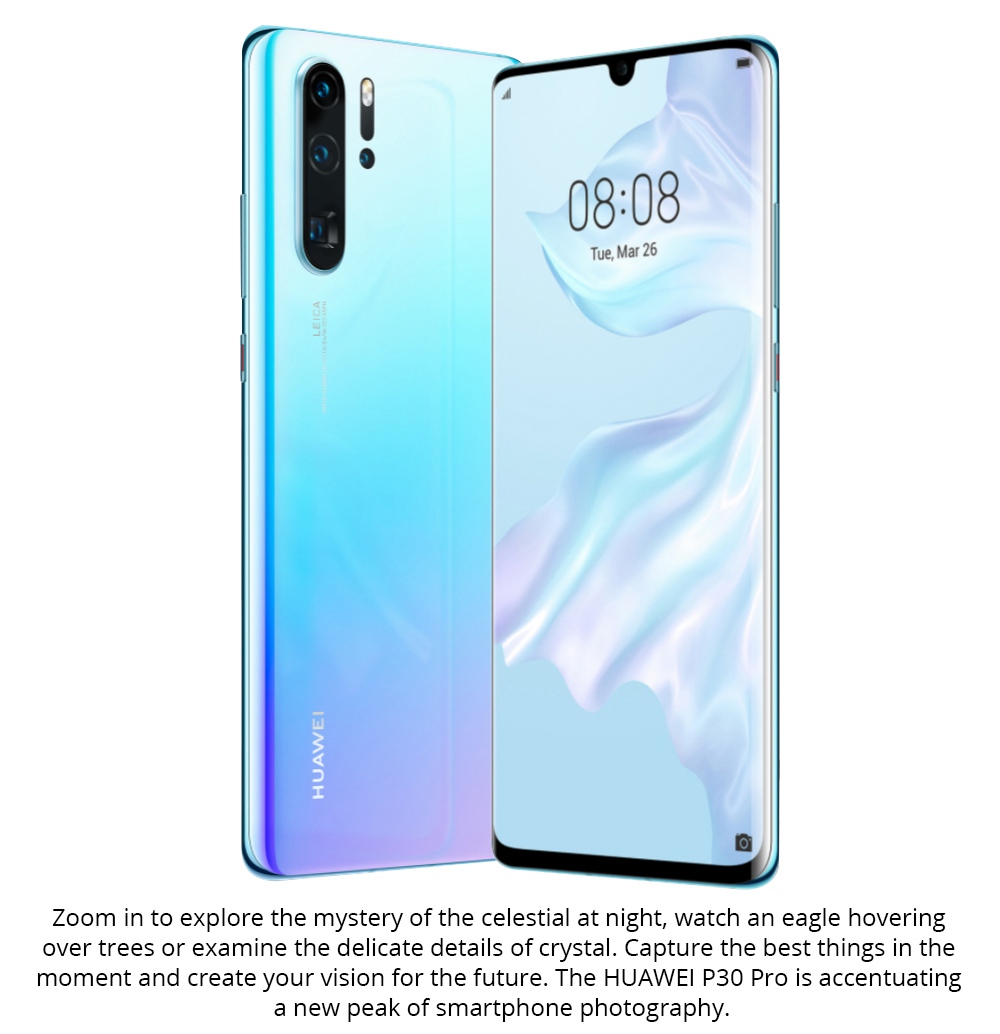 08:08
Tue, Mar 26
LEICA
HUAWEI
Zoom in to explore the mystery of the celestial at night, watch an eagle hovering
over trees or examine the delicate details of crystal. Capture the best things in the
moment and create your vision for the future. The HUAWEI P30 Pro is accentuating
a new peak of smartphone photography.